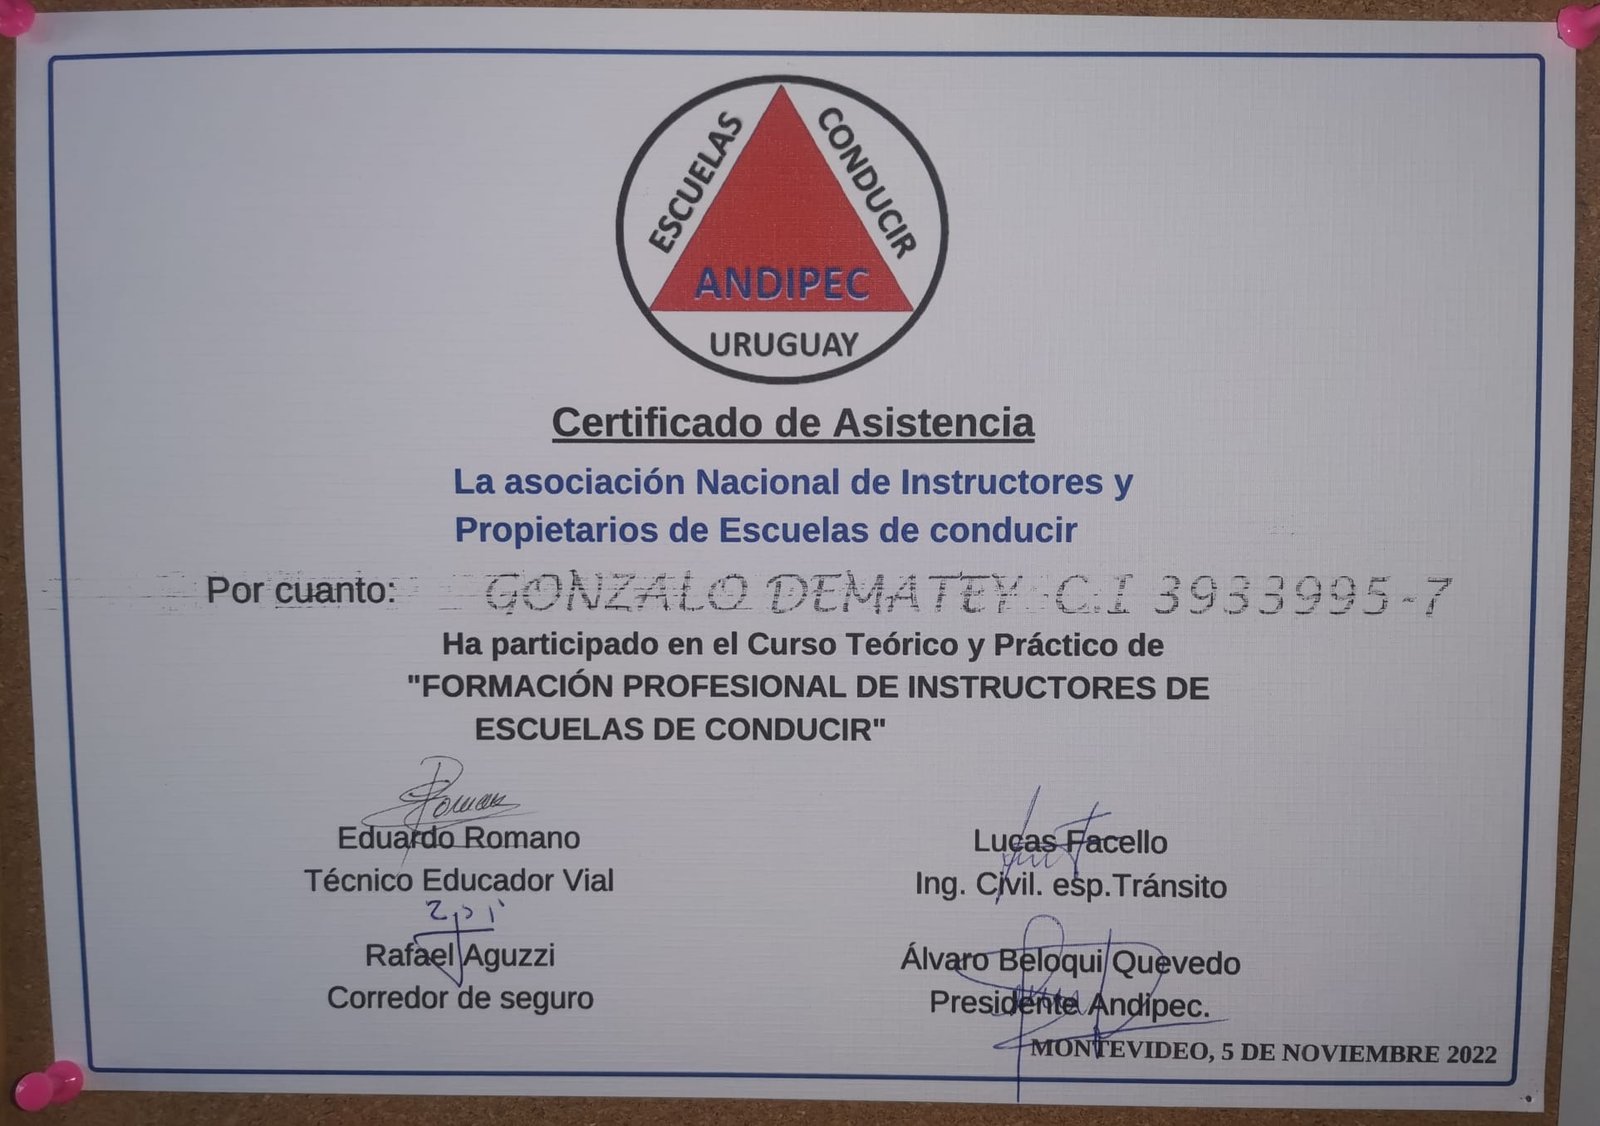 ESCUELAS CONDUCIR
ANDIPEC
URUGUAY
Certificado de Asistencia
La asociación Nacional de Instructores y
Propietarios de Escuelas de conducir
Por cuanto: GONZALO DEMATEY C.I 3933995-7
Ha participado en el Curso Teórico y Práctico de
"FORMACIÓN PROFESIONAL DE INSTRUCTORES DE
ESCUELAS DE CONDUCIR"
Eduardo Romano
Técnico Educador Vial
Lucas Facello
Ing. Civil. esp.Tránsito
Rafael Aguzzi
Corredor de seguro
Álvaro Beloqui Quevedo
Presidente Andipec.
MONTEVIDEO, 5 DE NOVIEMBRE 2022